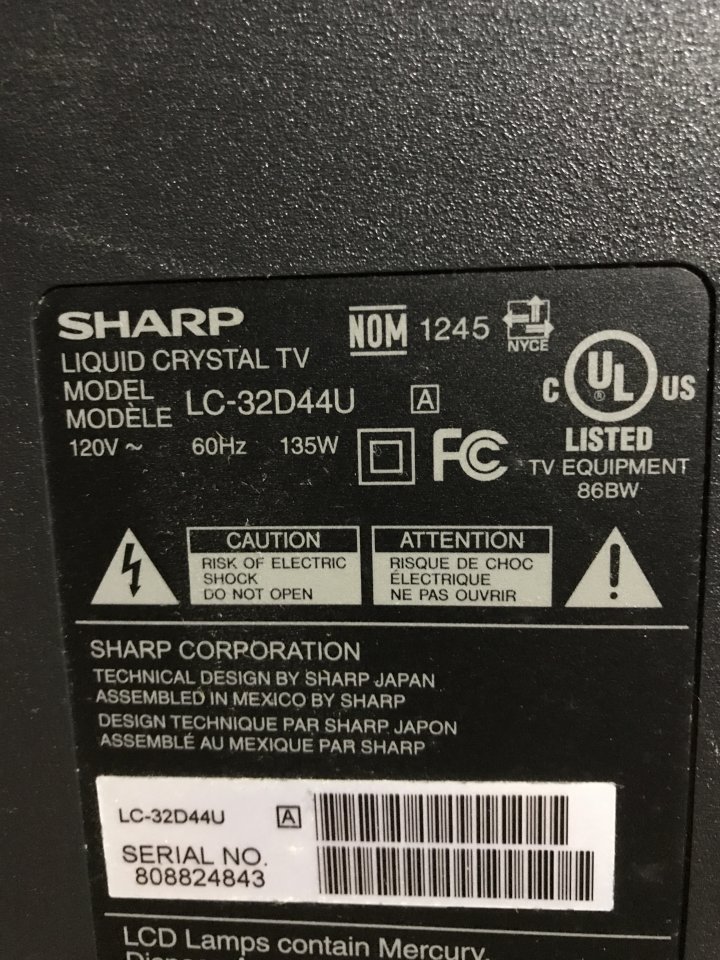 SHARP
NOM 1245 NYCE
LIQUID CRYSTAL TV
MODEL
MODÈLE LC-32D44U A
120V ~ 60Hz 135W
FC
C UL ® US
LISTED
TV EQUIPMENT
86BW
CAUTION
RISK OF ELECTRIC
SHOCK
DO NOT OPEN
ATTENTION
RISQUE DE CHOC
ÉLECTRIQUE
NE PAS OUVRIR
!
SHARP CORPORATION
TECHNICAL DESIGN BY SHARP JAPAN
ASSEMBLED IN MEXICO BY SHARP
DESIGN TECHNIQUE PAR SHARP JAPON
ASSEMBLÉ AU MEXIQUE PAR SHARP
LC-32D44U A
SERIAL NO.
808824843
LCD Lamps contain Mercury.